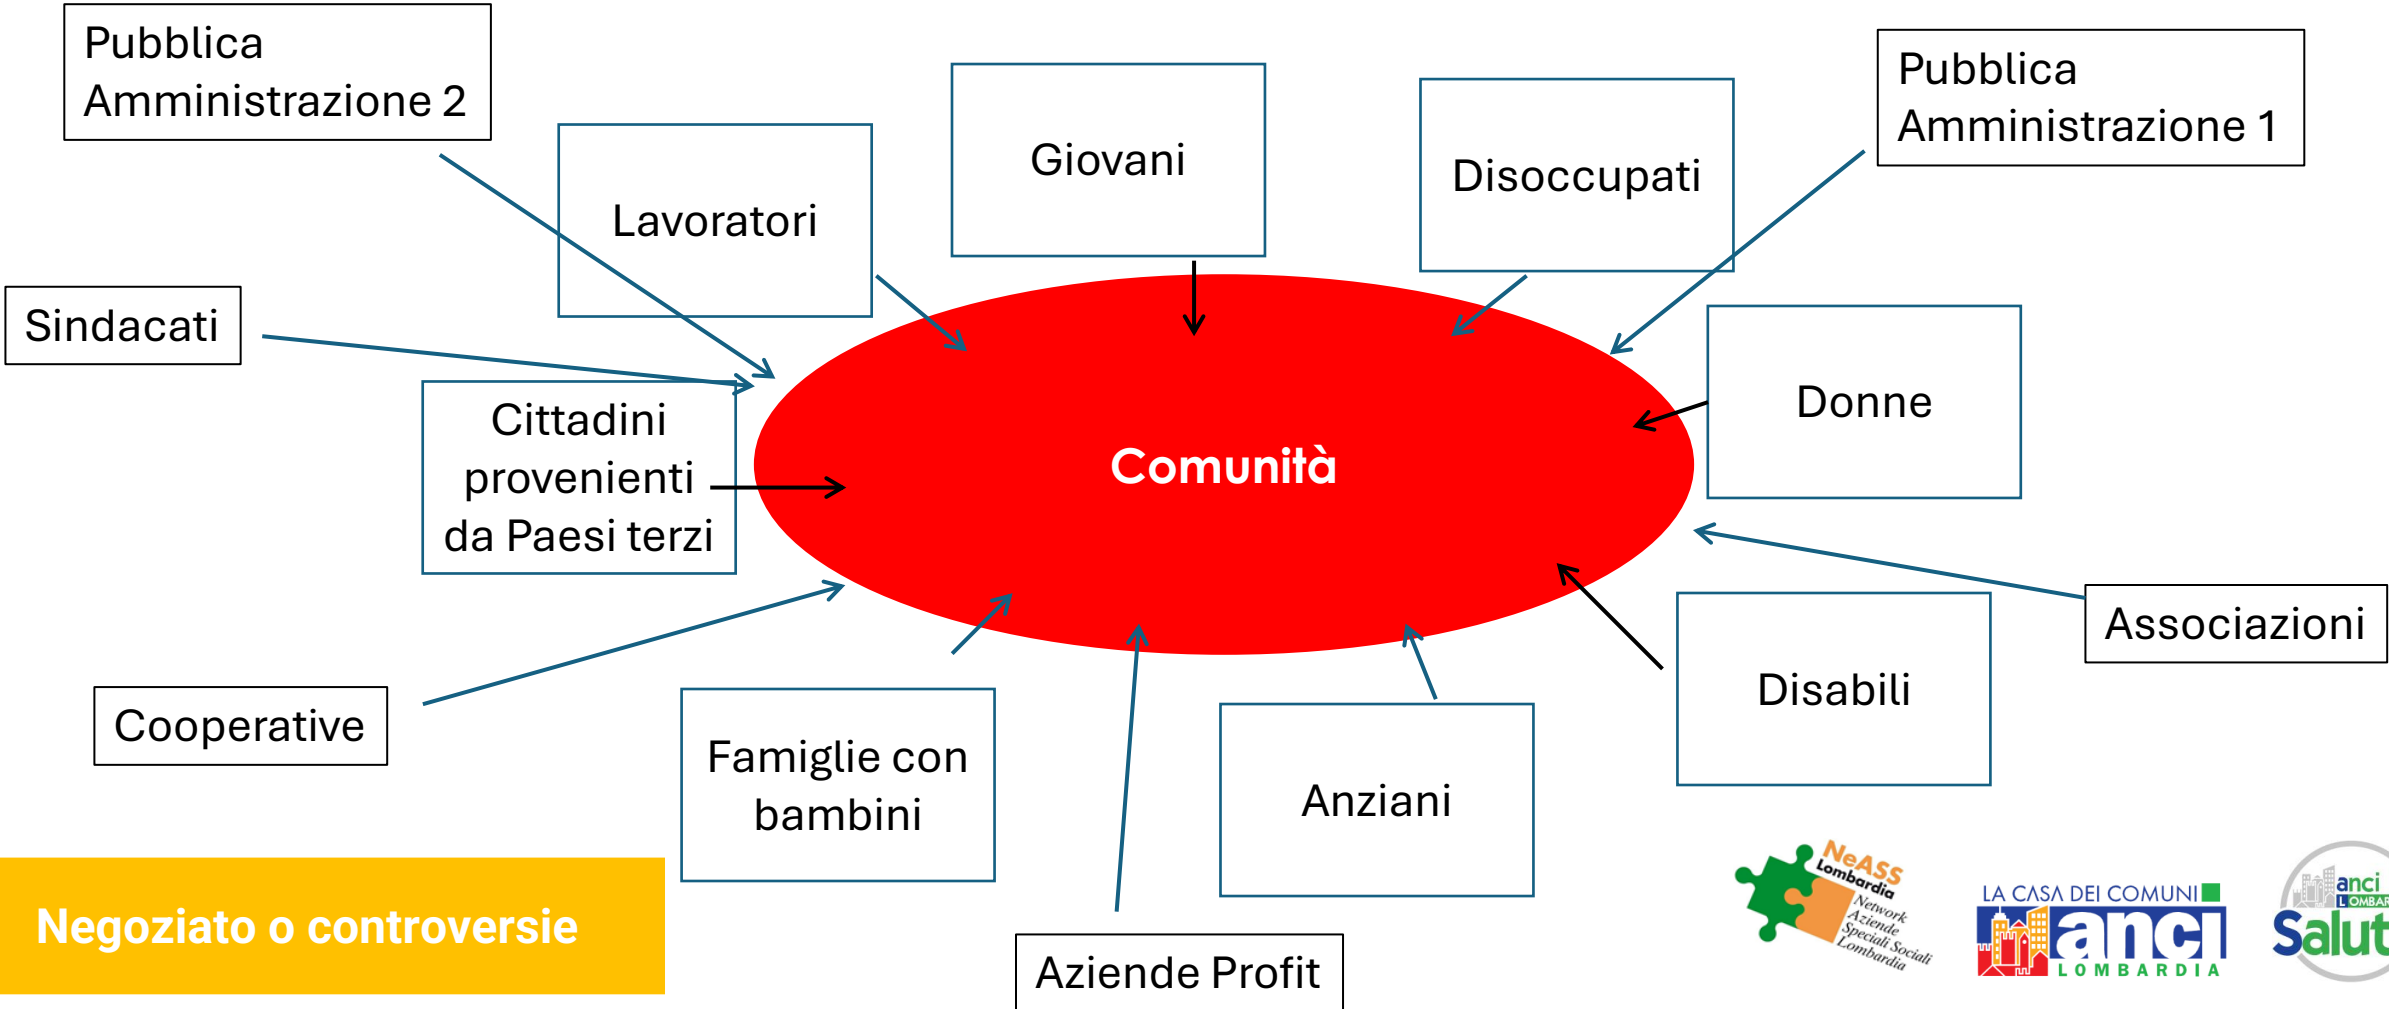 Pubblica
Amministrazione 2
Pubblica
Amministrazione 1
Giovani
Disoccupati
Lavoratori
Sindacati
Donne
Cittadini
provenienti
da Paesi terzi
Comunità
Associazioni
Disabili
Cooperative
Famiglie con
bambini
Anziani
Negoziato o controversie
Aziende Profit
NeASS
Lombardia
Network
Aziende
Speciali Sociali
Lombardia
LA CASA DEI COMUNI
anci
LOMBARDIA
anci
LOMBAR
Salut